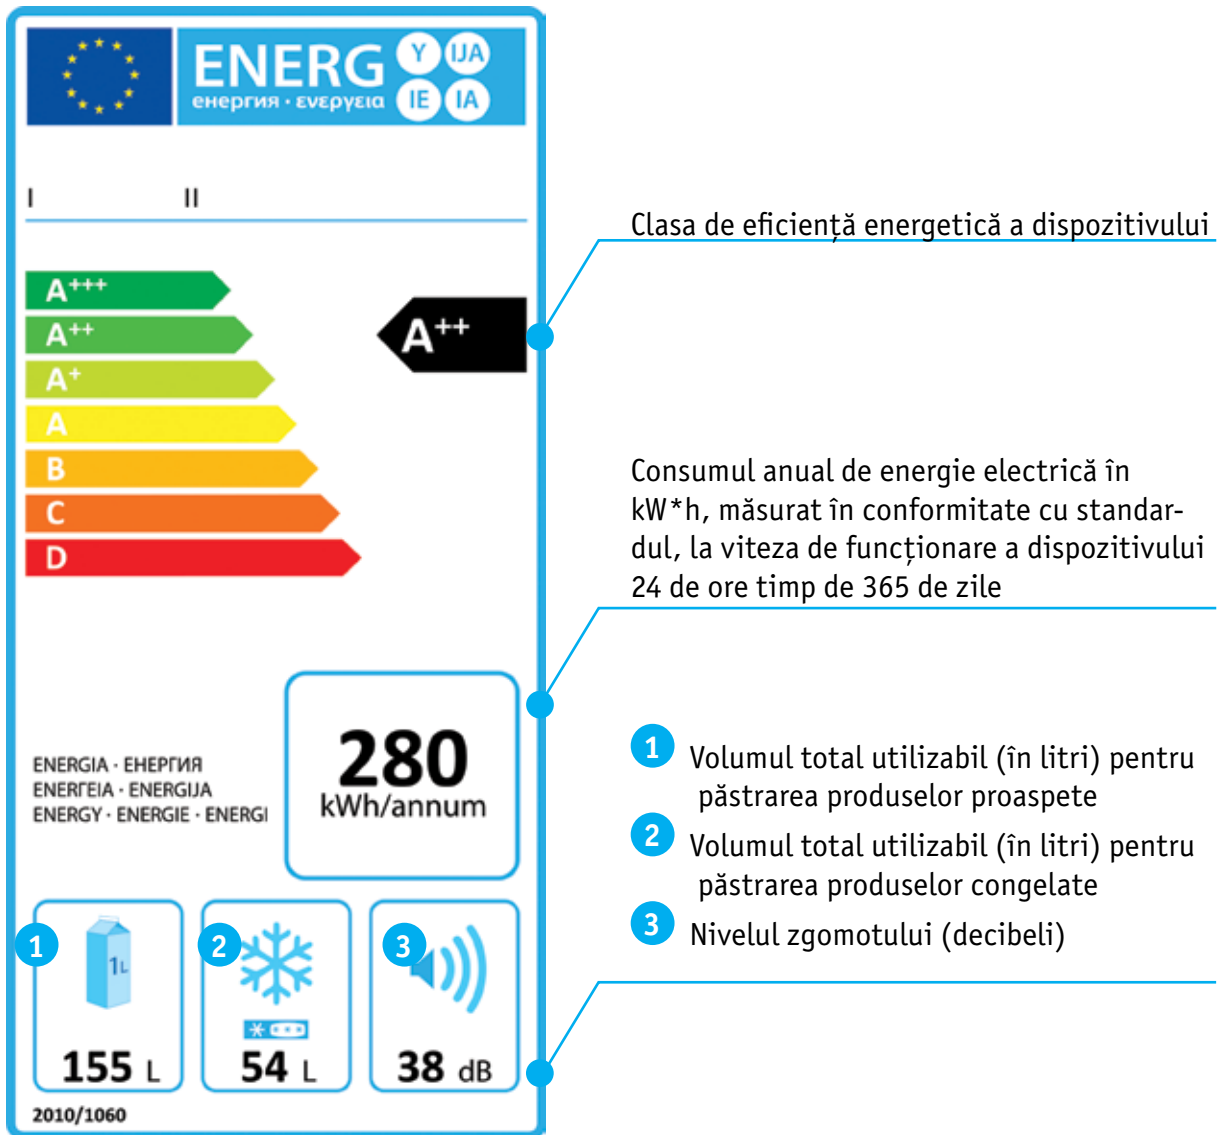 ENERG Y IJA
енергия · ενεργεια IE IA
I II
A+++
A++
A+
A
B
C
D
A++
ENERGIA · ЕНЕРГИЯ
ΕΝΕΡΓΕΙΑ · ENERGIJA
ENERGY · ENERGIE · ENERGI
280
kWh/annum
1
1L
155 L
2
54 L
3
38 dB
2010/1060
Clasa de eficiență energetică a dispozitivului
Consumul anual de energie electrică în
kW*h, măsurat în conformitate cu standar-
dul, la viteza de funcționare a dispozitivului
24 de ore timp de 365 de zile
1 Volumul total utilizabil (în litri) pentru
păstrarea produselor proaspete
2 Volumul total utilizabil (în litri) pentru
păstrarea produselor congelate
3 Nivelul zgomotului (decibeli)